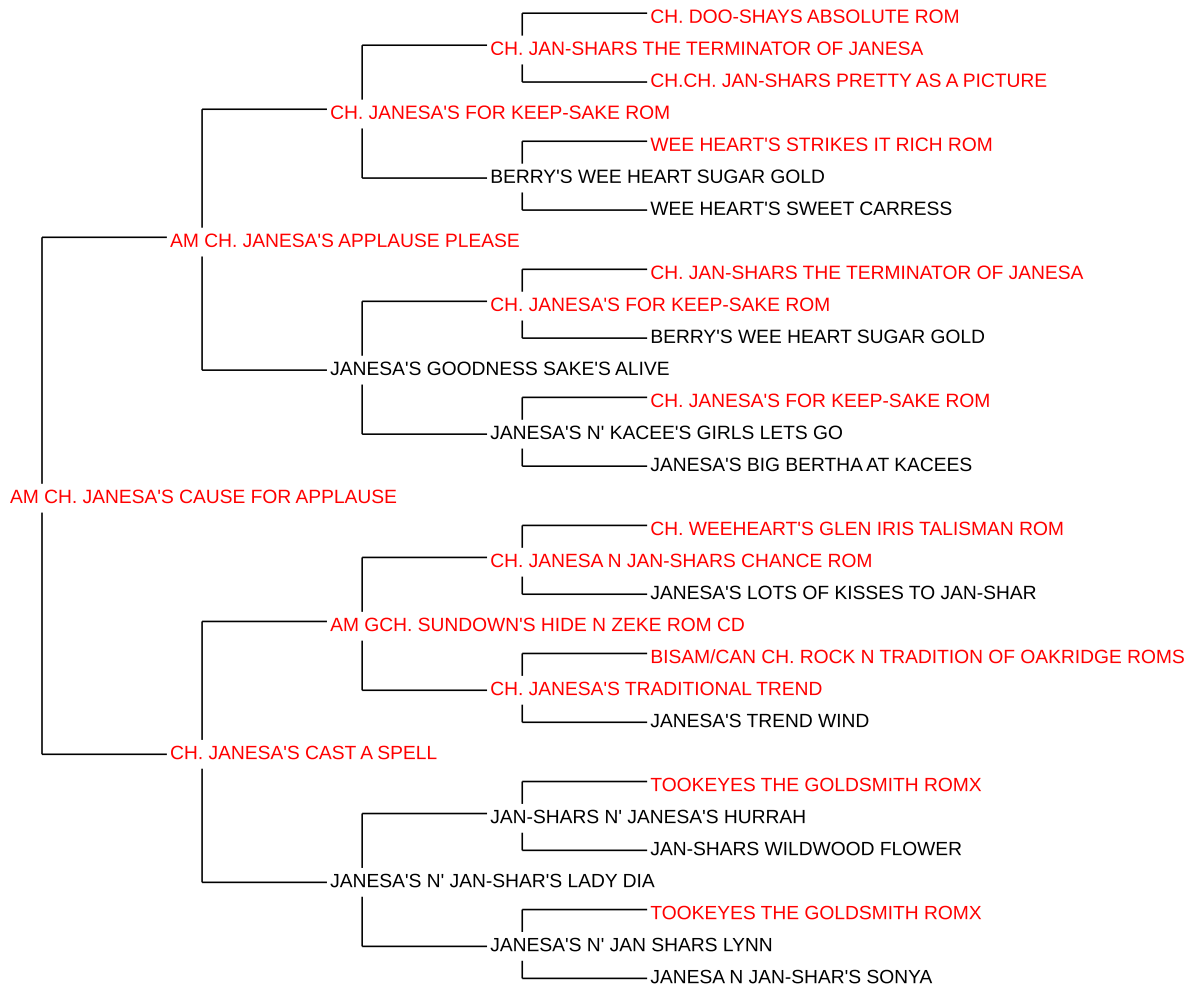 CH. DOO-SHAYS ABSOLUTE ROM
CH. JAN-SHARS THE TERMINATOR OF JANESA
CH.CH. JAN-SHARS PRETTY AS A PICTURE
CH. JANESA'S FOR KEEP-SAKE ROM
WEE HEART'S STRIKES IT RICH ROM
BERRY'S WEE HEART SUGAR GOLD
WEE HEART'S SWEET CARRESS
AM CH. JANESA'S APPLAUSE PLEASE
CH. JAN-SHARS THE TERMINATOR OF JANESA
CH. JANESA'S FOR KEEP-SAKE ROM
BERRY'S WEE HEART SUGAR GOLD
JANESA'S GOODNESS SAKE'S ALIVE
CH. JANESA'S FOR KEEP-SAKE ROM
JANESA'S N' KACEE'S GIRLS LETS GO
JANESA'S BIG BERTHA AT KACEES
AM CH. JANESA'S CAUSE FOR APPLAUSE
CH. WEEHEART'S GLEN IRIS TALISMAN ROM
CH. JANESA N JAN-SHARS CHANCE ROM
JANESA'S LOTS OF KISSES TO JAN-SHAR
AM GCH. SUNDOWN'S HIDE N ZEKE ROM CD
BISAM/CAN CH. ROCK N TRADITION OF OAKRIDGE ROMS
CH. JANESA'S TRADITIONAL TREND
JANESA'S TREND WIND
CH. JANESA'S CAST A SPELL
TOOKEYES THE GOLDSMITH ROMX
JAN-SHARS N' JANESA'S HURRAH
JAN-SHARS WILDWOOD FLOWER
JANESA'S N' JAN-SHAR'S LADY DIA
TOOKEYES THE GOLDSMITH ROMX
JANESA'S N' JAN SHARS LYNN
JANESA N JAN-SHAR'S SONYA